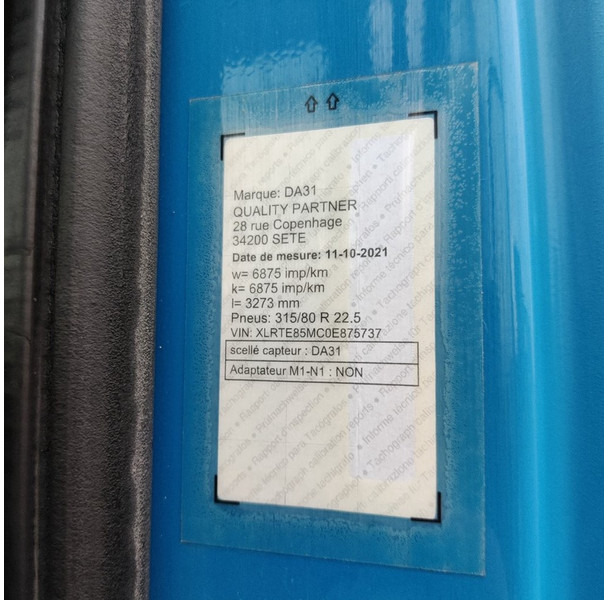 Marque: DA31
QUALITY PARTNER
28 rue Copenhage
34200 SETE
Date de mesure: 11-10-2021
w= 6875 imp/km
k= 6875 imp/km
l= 3273 mm
Pneus: 315/80 R 22.5
VIN: XLRTE85MC0E875737
scellé capteur : DA31
Adaptateur M1-N1 : NON